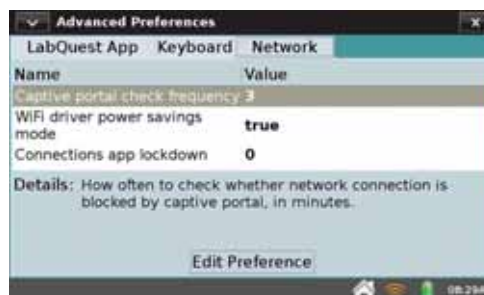 Advanced Preferences
LabQuest App Keyboard Network
Name Value
Captive portal check frequency 3
WiFi driver power savings
mode true
Connections app lockdown 0
Details: How often to check whether network connection is
blocked by captive portal, in minutes.
Edit Preference